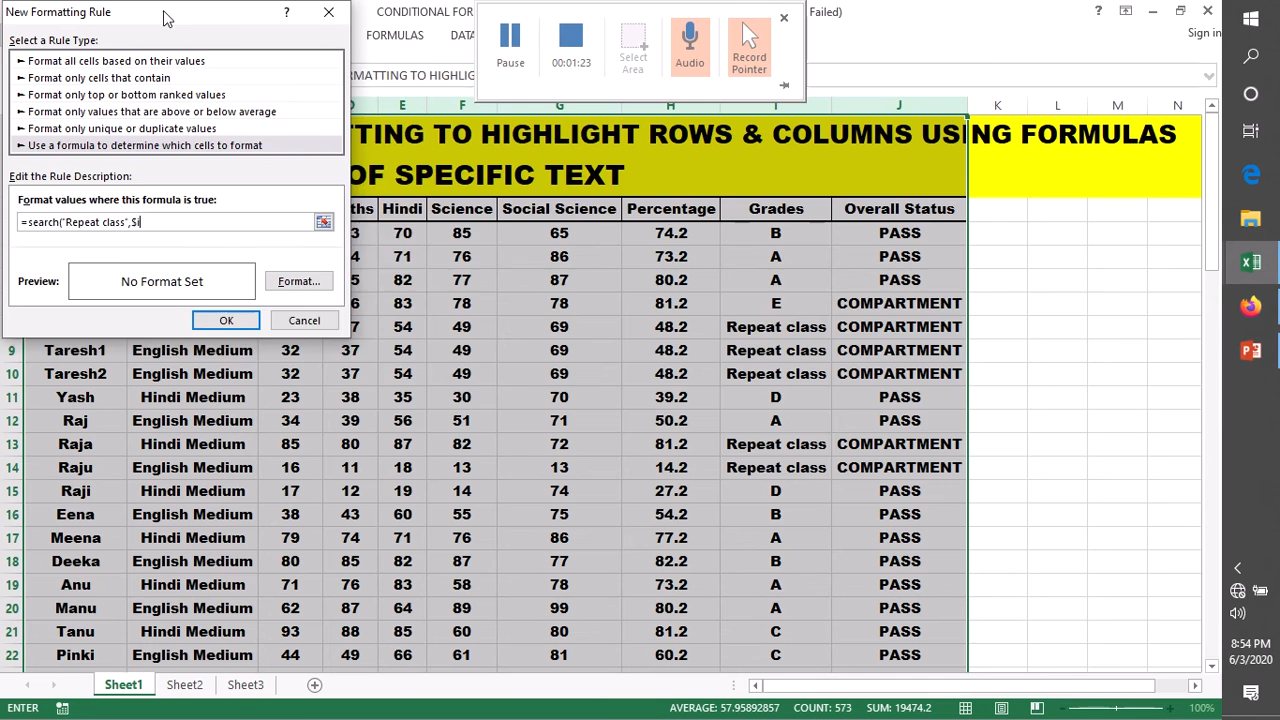 New Formatting Rule
?
CONDITIONAL FOR
Failed)
?
Select a Rule Type:
FORMULAS
DATA
Sign in
Pause
00:01:23
Select Area
Audio
Record Pointer
► Format all cells based on their values
► Format only cells that contain
► Format only top or bottom ranked values
► Format only values that are above or below average
► Format only unique or duplicate values
► Use a formula to determine which cells to format
RMATTING TO HIGHLIG
Edit the Rule Description:
Format values where this formula is true:
=search("Repeat class",$i
Preview:
No Format Set
Format...
OK
Cancel
D E F G H I J K L M N
TTING TO HIGHLIGHT ROWS & COLUMNS USING FORMULAS
OF SPECIFIC TEXT
ths Hindi Science Social Science Percentage Grades Overall Status
3 70 85 65 74.2 B PASS
4 71 76 86 73.2 A PASS
5 82 77 87 80.2 A PASS
6 83 78 78 81.2 E COMPARTMENT
7 54 49 69 48.2 Repeat class COMPARTMENT
9 Taresh1 English Medium 32 37 54 49 69 48.2 Repeat class COMPARTMENT
10 Taresh2 English Medium 32 37 54 49 69 48.2 Repeat class COMPARTMENT
11 Yash Hindi Medium 23 38 35 30 70 39.2 D PASS
12 Raj English Medium 34 39 56 51 71 50.2 A PASS
13 Raja Hindi Medium 85 80 87 82 72 81.2 Repeat class COMPARTMENT
14 Raju English Medium 16 11 18 13 13 14.2 Repeat class COMPARTMENT
15 Raji Hindi Medium 17 12 19 14 74 27.2 D PASS
16 Eena English Medium 38 43 60 55 75 54.2 B PASS
17 Meena Hindi Medium 79 74 71 76 86 77.2 A PASS
18 Deeka English Medium 80 85 82 87 77 82.2 B PASS
19 Anu Hindi Medium 71 76 83 58 78 73.2 A PASS
20 Manu English Medium 62 87 64 89 99 80.2 A PASS
21 Tanu Hindi Medium 93 88 85 60 80 81.2 C PASS
22 Pinki English Medium 44 49 66 61 81 60.2 C PASS
Sheet1 Sheet2 Sheet3
ENTER
AVERAGE: 57.95892857 COUNT: 573 SUM: 19474.2
100%
8:54 PM
6/3/2020